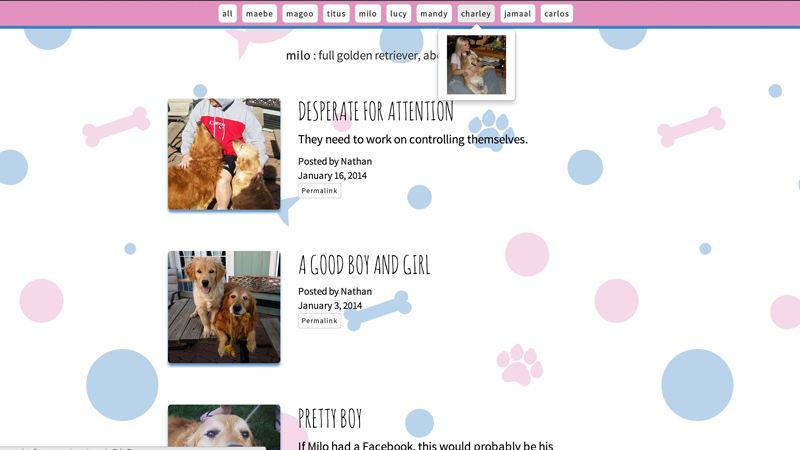 all maebe magoo titus milo lucy mandy charley jamaal carlos
milo : full golden retriever,
DESPERATE FOR ATTENTION
They need to work on controlling themselves.
Posted by Nathan
January 16, 2014
Permalink
A GOOD BOY AND GIRL
Posted by Nathan
January 3, 2014
Permalink
PRETTY BOY
If Milo had a Facebook, this would probably be his